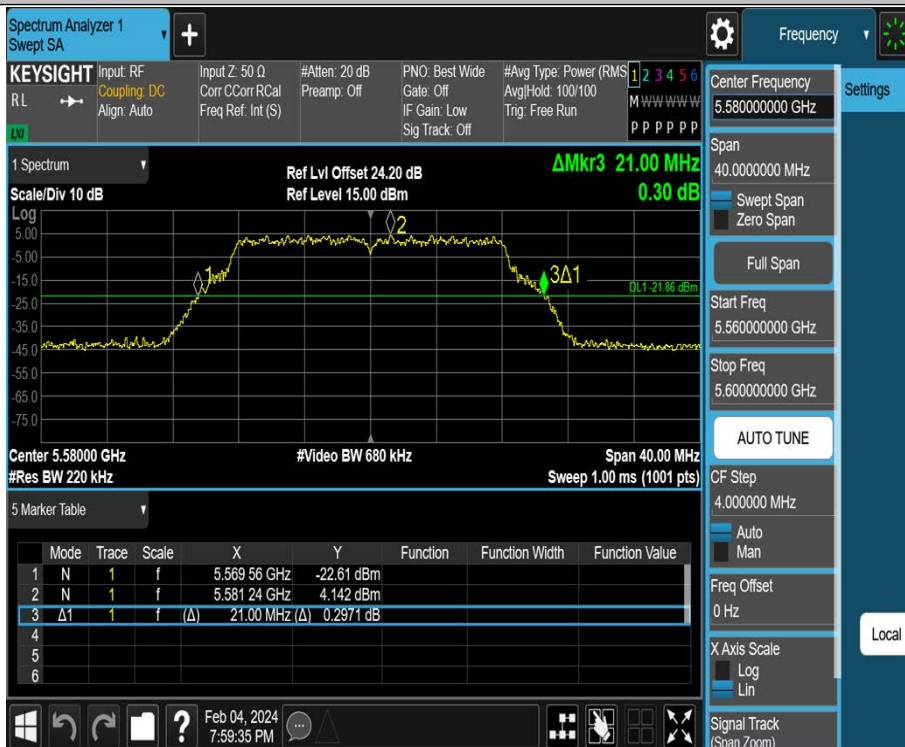 Spectrum Analyzer 1
Swept SA
+
Frequency
KEYSIGHT
RL
LXI
Input: RF
Coupling: DC
Align: Auto
Input Z: 50 Ω
Corr CCorr RCal
Freq Ref: Int (S)
#Atten: 20 dB
Preamp: Off
PNO: Best Wide
Gate: Off
IF Gain: Low
Sig Track: Off
#Avg Type: Power (RMS
Avg|Hold: 100/100
Trig: Free Run
1 2 3 4 5 6
M W W W W W
P P P P P P
1 Spectrum
Scale/Div 10 dB
Ref Lvl Offset 24.20 dB
Ref Level 15.00 dBm
ΔMkr3 21.00 MHz
0.30 dB
Log
5.00
-5.00
-15.0
-25.0
-35.0
-45.0
-55.0
-65.0
-75.0
1
2
3Δ1
DL1 -21.86 dBm
Center 5.58000 GHz
#Video BW 680 kHz
Span 40.00 MHz
#Res BW 220 kHz
Sweep 1.00 ms (1001 pts)
5 Marker Table
Mode Trace Scale X Y Function Function Width Function Value
1 N 1 f 5.569 56 GHz -22.61 dBm
2 N 1 f 5.581 24 GHz 4.142 dBm
3 Δ1 1 f (Δ) 21.00 MHz (Δ) 0.2971 dB
4
5
6
?
Feb 04, 2024
7:59:35 PM
Center Frequency
5.580000000 GHz
Span
40.0000000 MHz
Swept Span
Zero Span
Full Span
Start Freq
5.560000000 GHz
Stop Freq
5.600000000 GHz
AUTO TUNE
CF Step
4.000000 MHz
Auto
Man
Freq Offset
0 Hz
X Axis Scale
Log
Lin
Signal Track
(Span Zoom)
Settings
Local